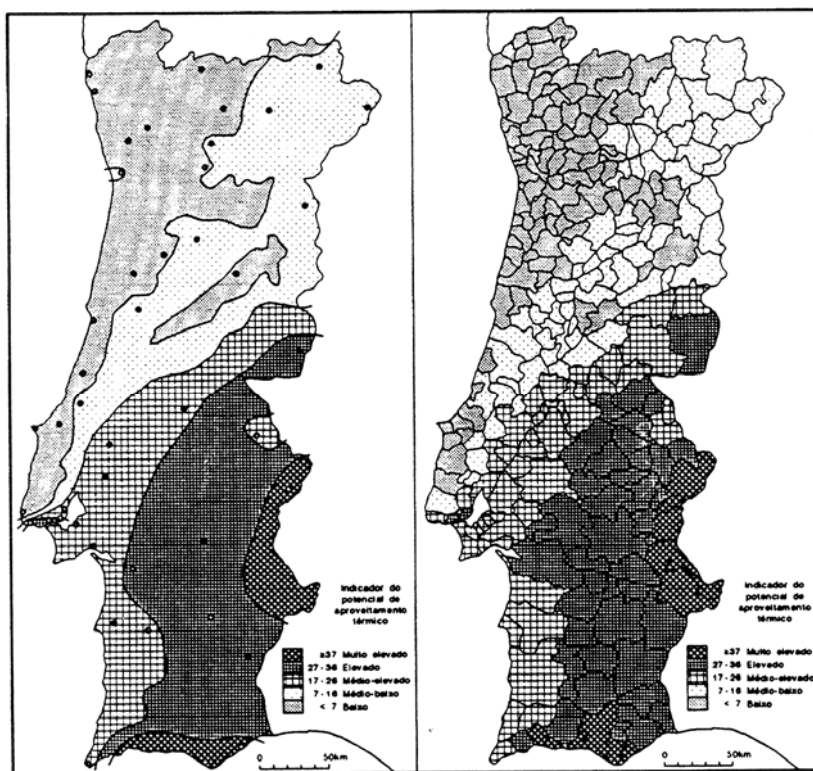 Indicador do
potencial de
aproveitamento
térmico
≥37 Muito elevado
27 - 36 Elevado
17 - 26 Médio-elevado
7 - 16 Médio-baixo
< 7 Baixo
0 50km
Indicador do
potencial de
aproveitamento
térmico
≥37 Muito elevado
27 - 36 Elevado
17 - 26 Médio-elevado
7 - 16 Médio-baixo
< 7 Baixo
0 50km